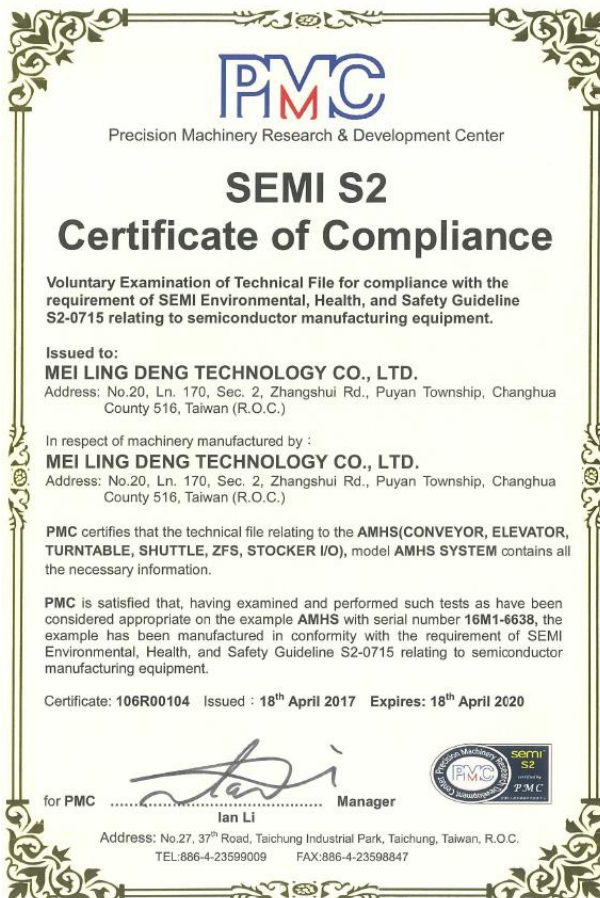 PMC
Precision Machinery Research & Development Center
SEMI S2
Certificate of Compliance
Voluntary Examination of Technical File for compliance with the
requirement of SEMI Environmental, Health, and Safety Guideline
S2-0715 relating to semiconductor manufacturing equipment.
Issued to:
MEI LING DENG TECHNOLOGY CO., LTD.
Address: No.20, Ln. 170, Sec. 2, Zhangshui Rd., Puyan Township, Changhua
County 516, Taiwan (R.O.C.)
In respect of machinery manufactured by :
MEI LING DENG TECHNOLOGY CO., LTD.
Address: No.20, Ln. 170, Sec. 2, Zhangshui Rd., Puyan Township, Changhua
County 516, Taiwan (R.O.C.)
PMC certifies that the technical file relating to the AMHS(CONVEYOR, ELEVATOR,
TURNTABLE, SHUTTLE, ZFS, STOCKER I/O), model AMHS SYSTEM contains all
the necessary information.
PMC is satisfied that, having examined and performed such tests as have been
considered appropriate on the example AMHS with serial number 16M1-6638, the
example has been manufactured in conformity with the requirement of SEMI
Environmental, Health, and Safety Guideline S2-0715 relating to semiconductor
manufacturing equipment.
Certificate: 106R00104 Issued : 18th April 2017 Expires: 18th April 2020
for PMC ........................................ Manager
Ian Li
Precision Machinery Research Development Center
PMC
semi
S2
certified by
PMC
Address: No.27, 37th Road, Taichung Industrial Park, Taichung, Taiwan, R.O.C.
TEL:886-4-23599009 FAX:886-4-23598847